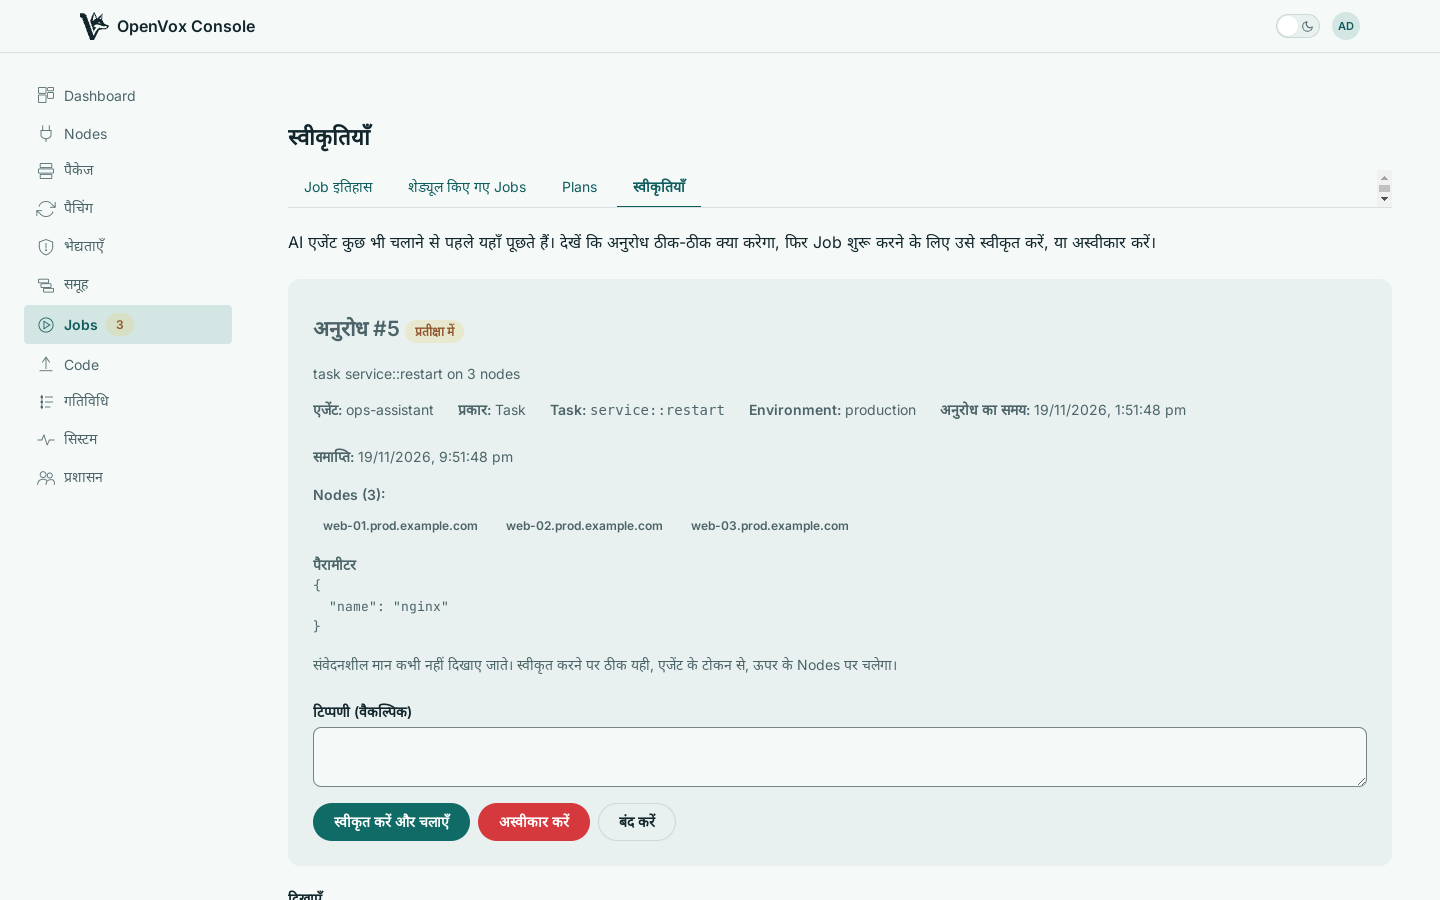 OpenVox Console
AD
Dashboard
Nodes
पैकेज
पैचिंग
भेद्यताएँ
समूह
Jobs 3
Code
गतिविधि
सिस्टम
प्रशासन
स्वीकृतियाँ
Job इतिहास शेड्यूल किए गए Jobs Plans स्वीकृतियाँ
AI एजेंट कुछ भी चलाने से पहले यहाँ पूछते हैं। देखें कि अनुरोध ठीक-ठीक क्या करेगा, फिर Job शुरू करने के लिए उसे स्वीकृत करें, या अस्वीकार करें।
अनुरोध #5 प्रतीक्षा में
task service::restart on 3 nodes
एजेंट: ops-assistant प्रकार: Task Task: service::restart Environment: production अनुरोध का समय: 19/11/2026, 1:51:48 pm
समाप्ति: 19/11/2026, 9:51:48 pm
Nodes (3):
web-01.prod.example.com web-02.prod.example.com web-03.prod.example.com
पैरामीटर
{
"name": "nginx"
}
संवेदनशील मान कभी नहीं दिखाए जाते। स्वीकृत करने पर ठीक यही, एजेंट के टोकन से, ऊपर के Nodes पर चलेगा।
टिप्पणी (वैकल्पिक)
स्वीकृत करें और चलाएँ अस्वीकार करें बंद करें
दिखाएँ